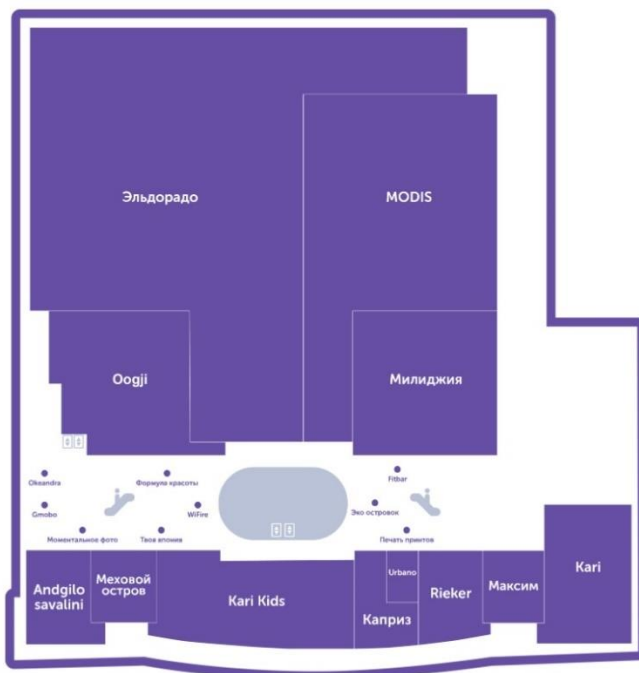 Эльдорадо
MODIS
Oogji
Милиджия
Okeandra
Формула красоты
Fitbar
Gmobo
WiFire
Эко островок
Моментальное фото
Твоя япония
Печать принтов
Andgilo
savalini
Меховой
остров
Kari Kids
Urbano
Каприз
Rieker
Максим
Kari